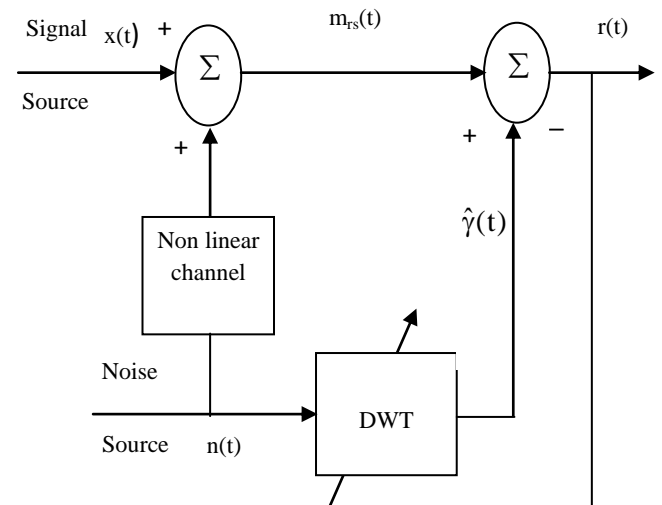 Signal x(t) +
Source
Σ
+
m_rs(t)
Σ
r(t)
+ −
Non linear
channel
γ̂(t)
Noise
Source n(t)
DWT